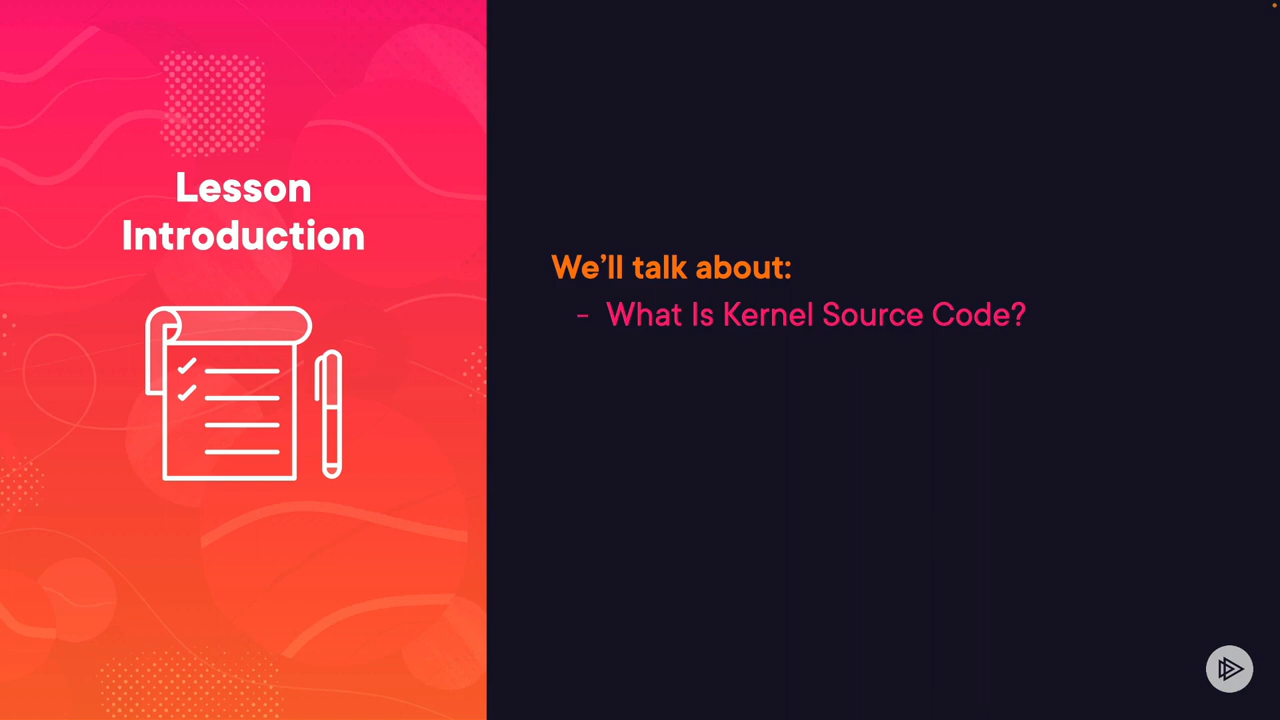 Lesson
Introduction
We’ll talk about:
- What Is Kernel Source Code?